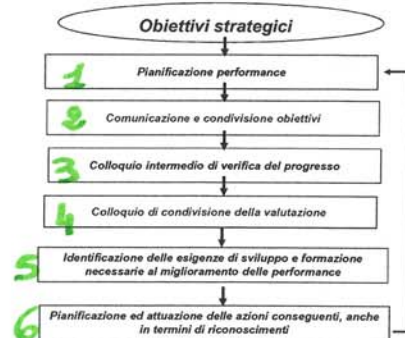 Obiettivi strategici
1 Pianificazione performance
2 Comunicazione e condivisione obiettivi
3 Colloquio intermedio di verifica del progresso
4 Colloquio di condivisione della valutazione
5 Identificazione delle esigenze di sviluppo e formazione
necessarie al miglioramento delle performance
6 Pianificazione ed attuazione delle azioni conseguenti, anche
in termini di riconoscimenti